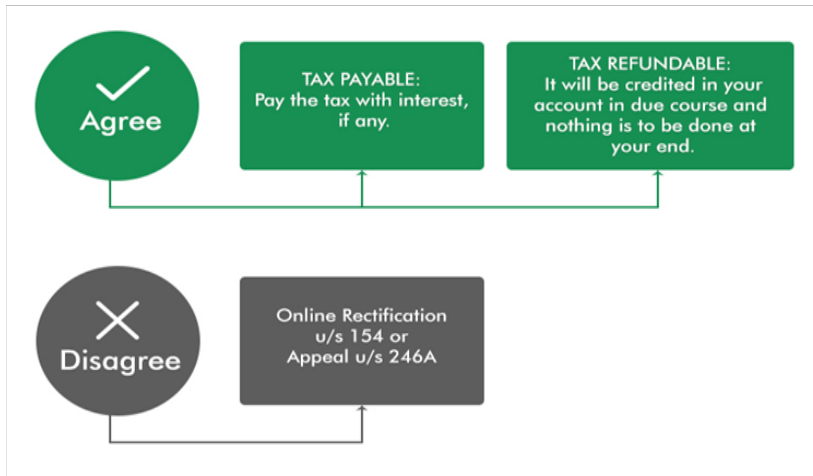 Agree
TAX PAYABLE:
Pay the tax with interest,
if any.
TAX REFUNDABLE:
It will be credited in your
account in due course and
nothing is to be done at
your end.
Disagree
Online Rectification
u/s 154 or
Appeal u/s 246A